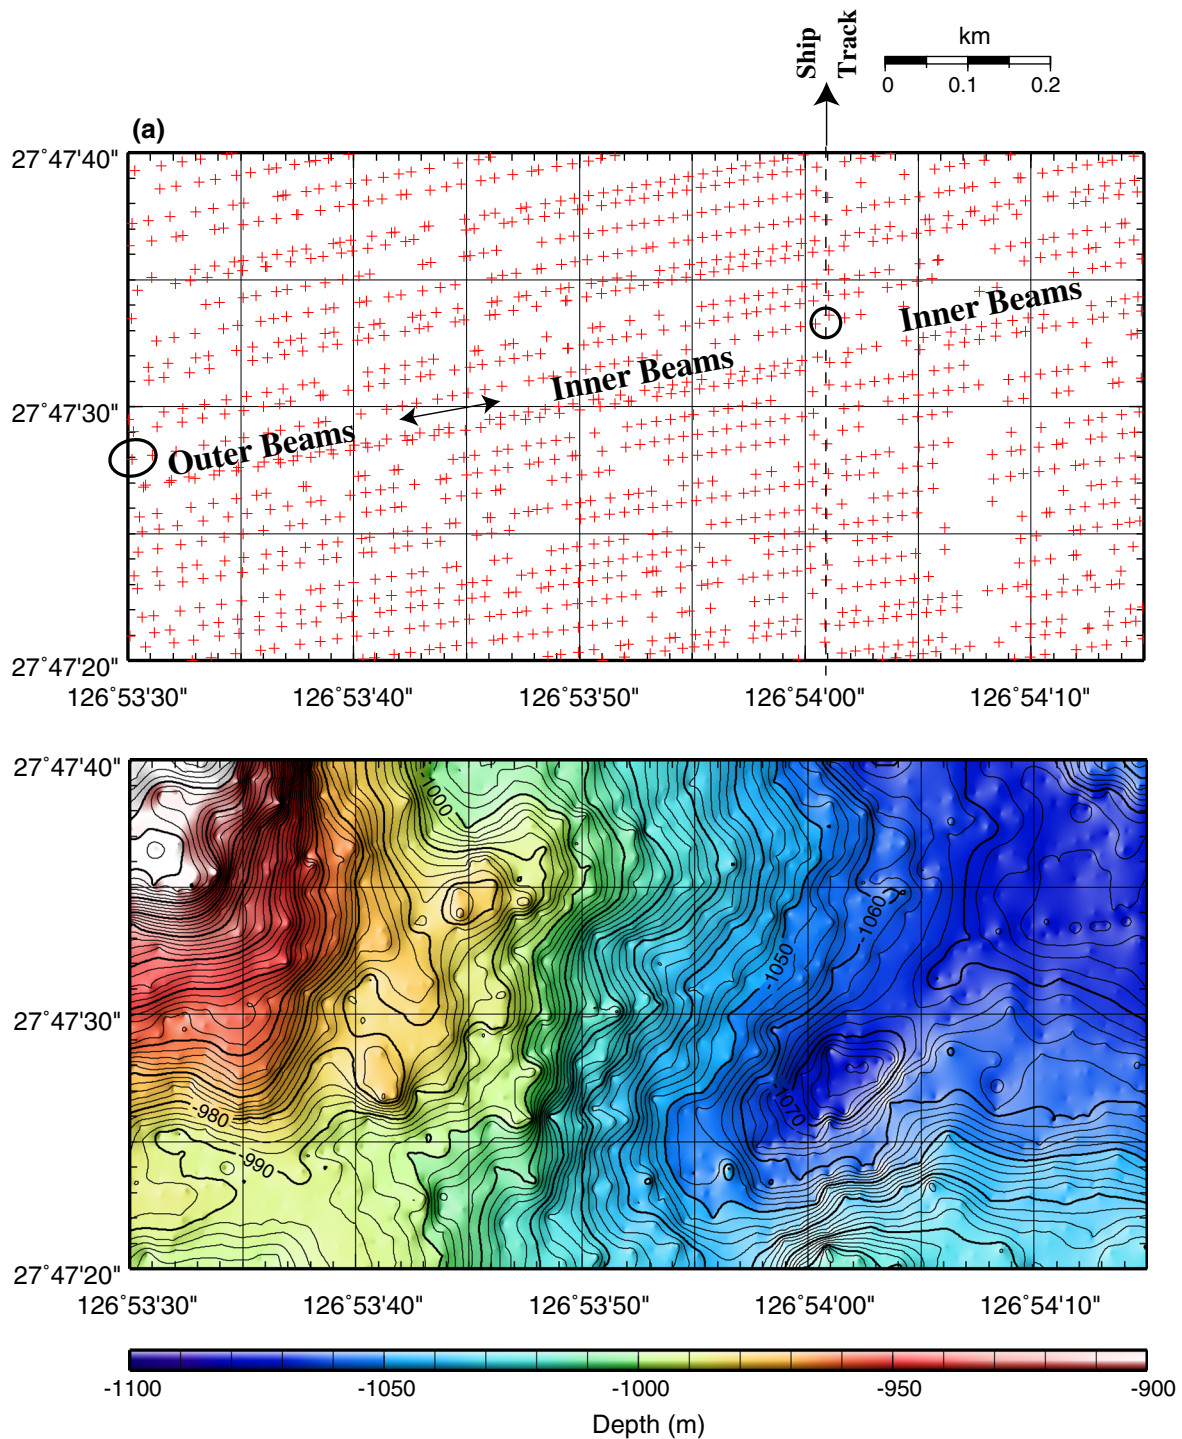 Ship
Track
km
0 0.1 0.2
(a)
27°47'40"
27°47'30"
27°47'20"
Inner Beams
Inner Beams
Outer Beams
126°53'30" 126°53'40" 126°53'50" 126°54'00" 126°54'10"
27°47'40"
27°47'30"
27°47'20"
-1000
-1060
-1050
-1070
-980
-990
126°53'30" 126°53'40" 126°53'50" 126°54'00" 126°54'10"
-1100 -1050 -1000 -950 -900
Depth (m)